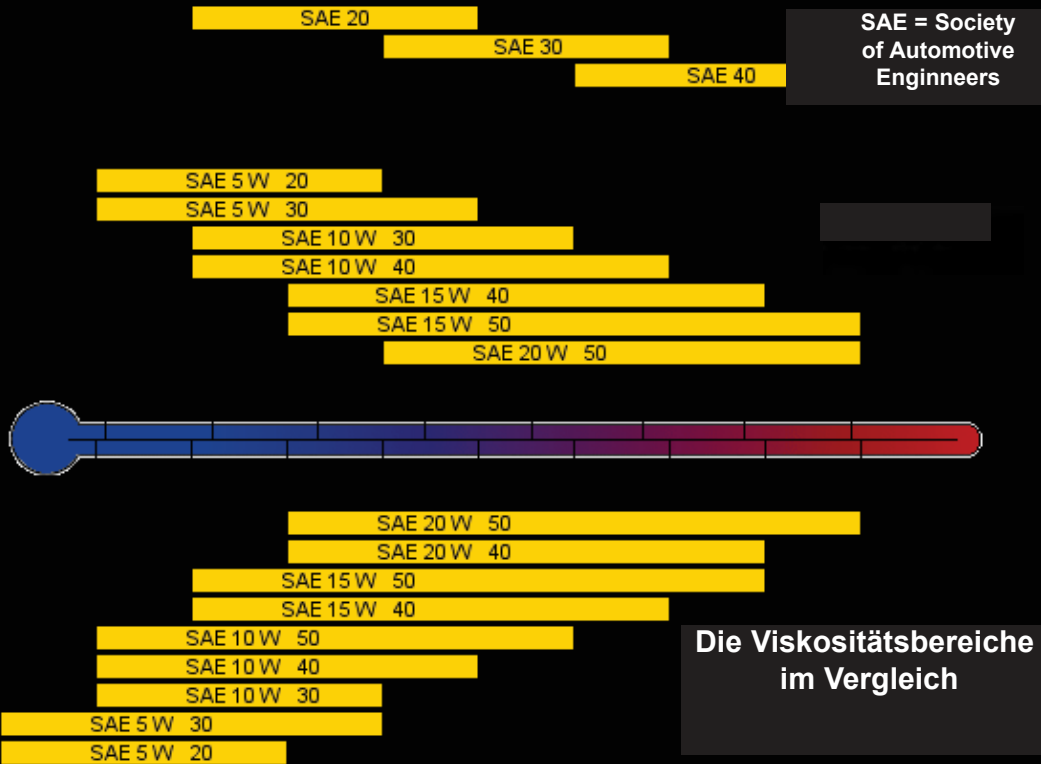 SAE 20
SAE 30
SAE 40
SAE = Society
of Automotive
Enginneers
SAE 5 W 20
SAE 5 W 30
SAE 10 W 30
SAE 10 W 40
SAE 15 W 40
SAE 15 W 50
SAE 20 W 50
SAE 20 W 50
SAE 20 W 40
SAE 15 W 50
SAE 15 W 40
SAE 10 W 50
SAE 10 W 40
SAE 10 W 30
SAE 5 W 30
SAE 5 W 20
Die Viskositätsbereiche
im Vergleich